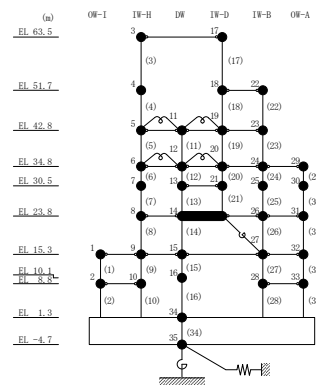 (m) OW-I IW-H DW IW-D IW-B OW-A
EL 63.5 3 17
(3) (17)
EL 51.7 4 18 22
(4) (18) (22)
EL 42.8 5 11 19 23
(5) (11) (19) (23)
EL 34.8 6 12 20 24 29
(6) (12) (20) (24) (2
EL 30.5 7 13 21 25 30
(7) (13) (21) (25) (3
EL 23.8 8 14 26 31
(8) (14) (26) (3
EL 15.3 1 9 15 27 32
(1) (9) (15) (27) (3
EL 10.1 16
EL 8.8 2 10 28 33
(2) (10) (16) (28) (3
EL 1.3 34
(34)
EL -4.7 35